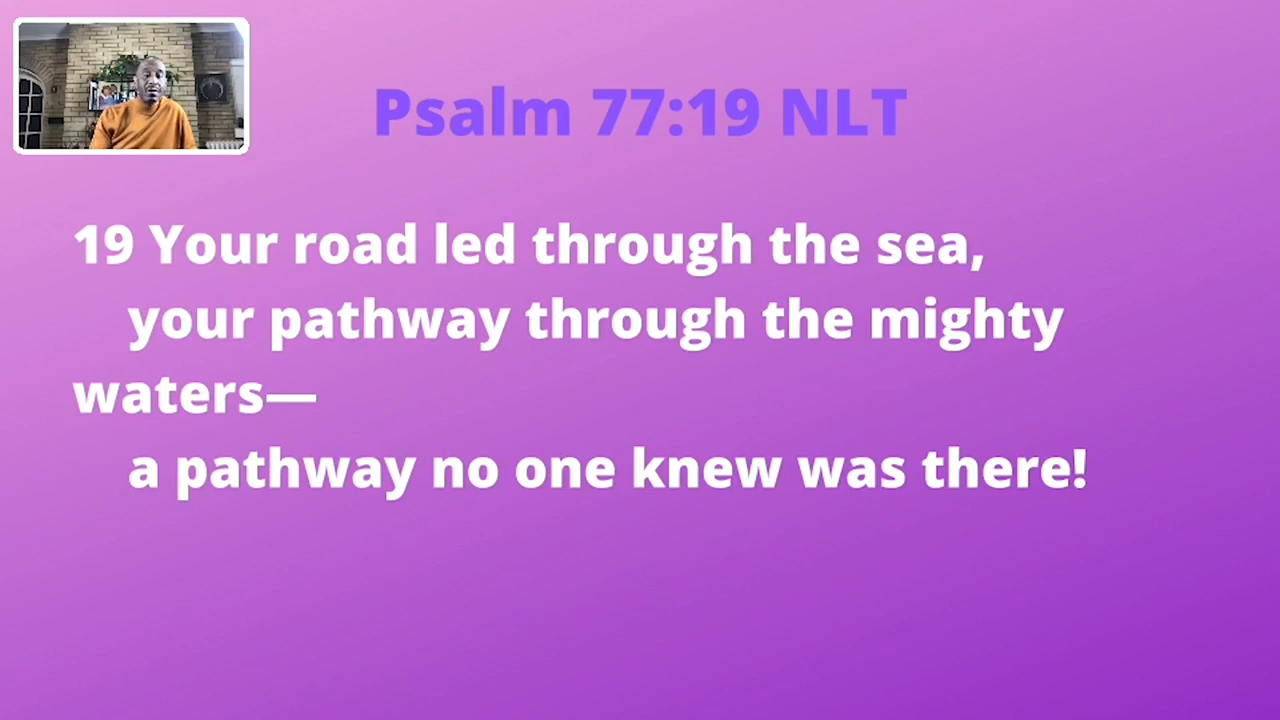 Psalm 77:19 NLT
19 Your road led through the sea,
your pathway through the mighty
waters—
a pathway no one knew was there!